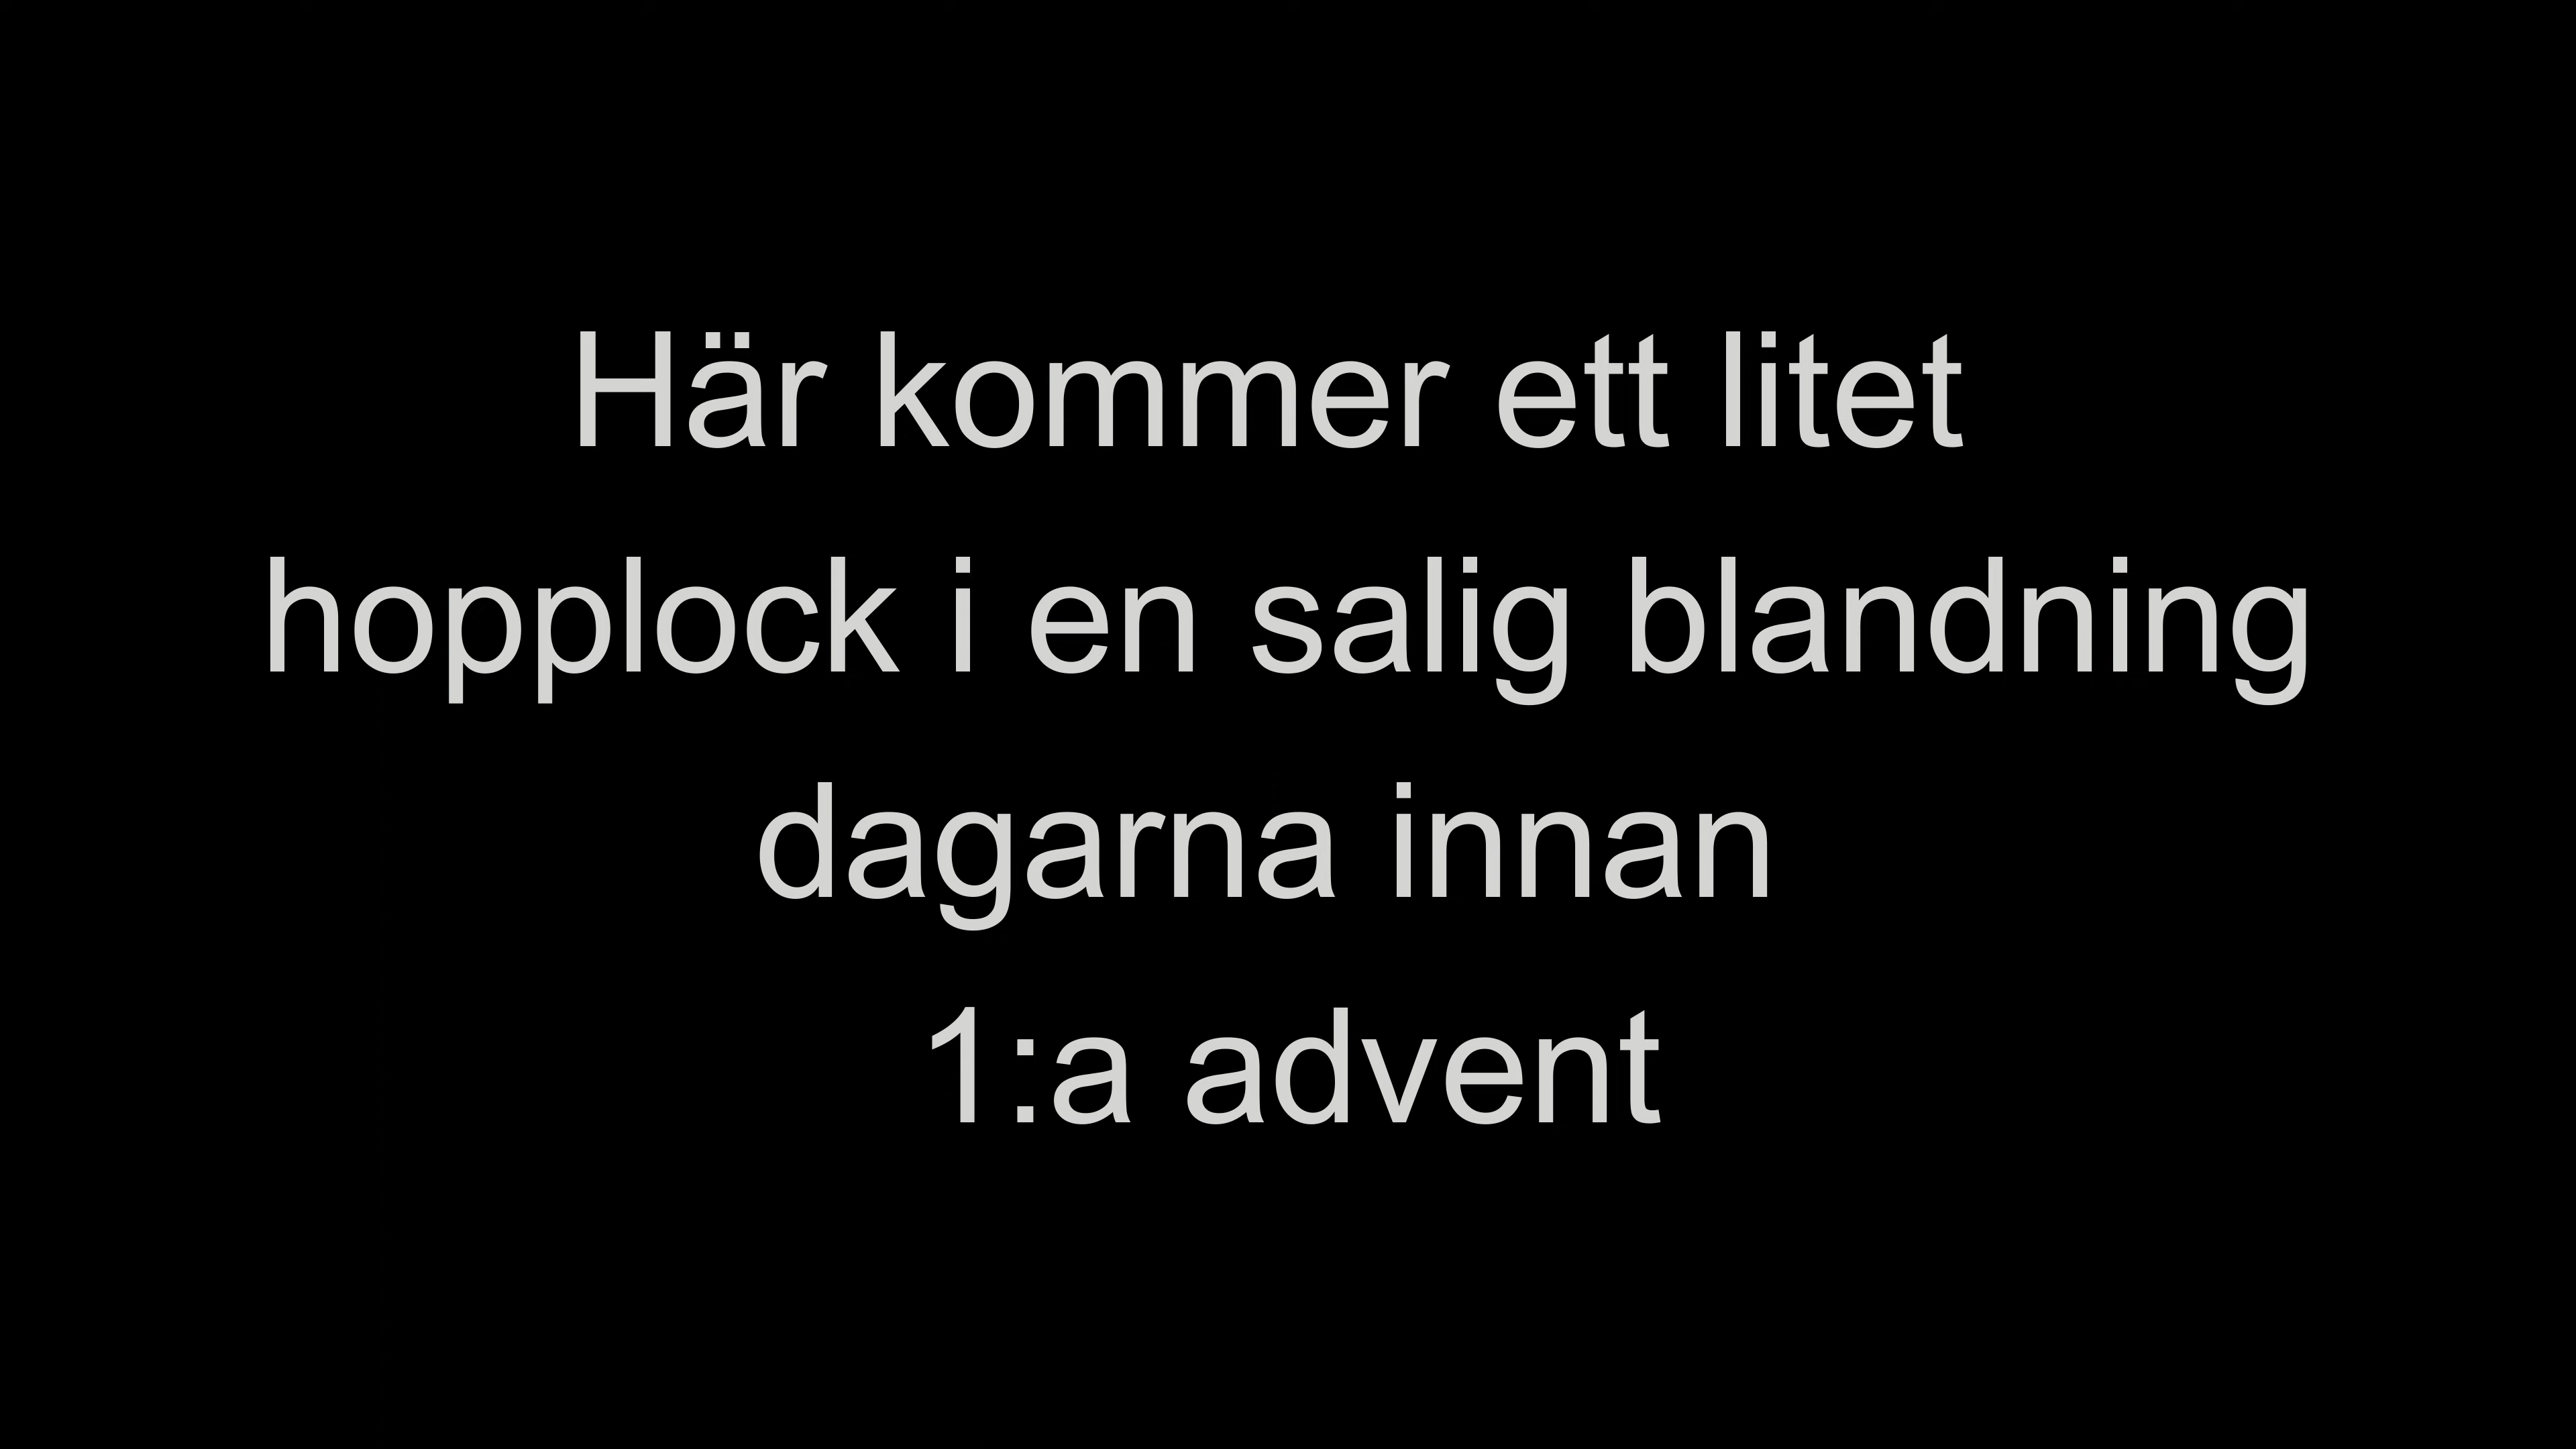 Här kommer ett litet
hopplock i en salig blandning
dagarna innan
1:a advent